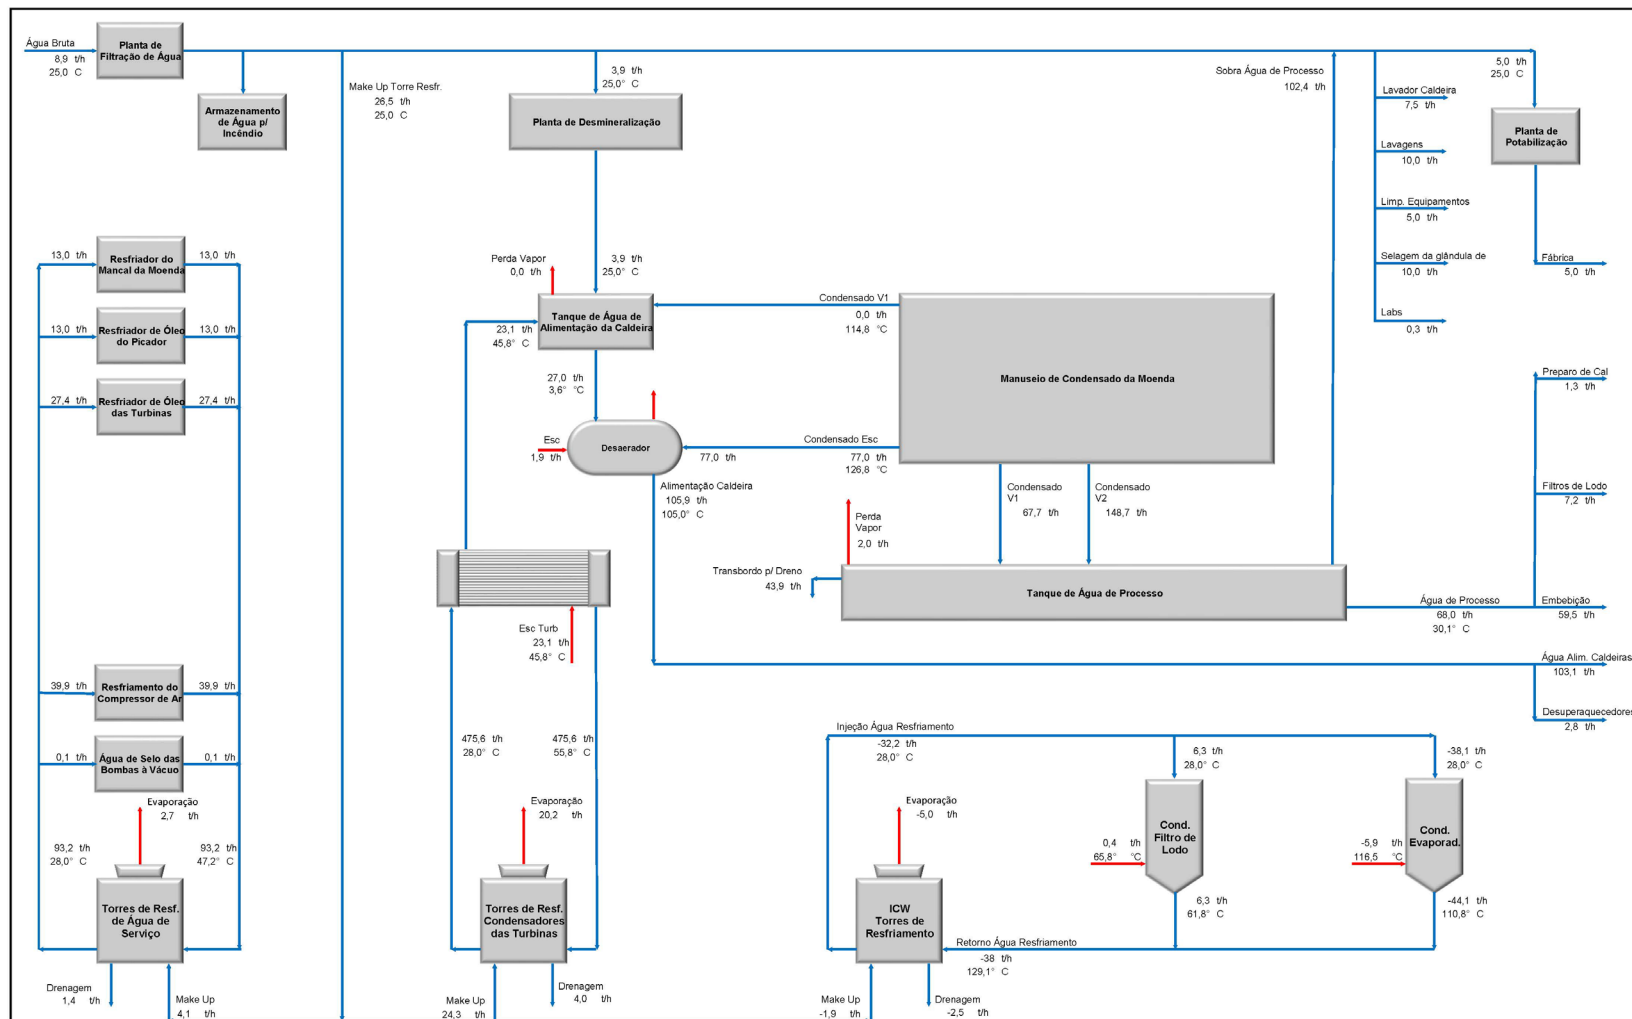 Água Bruta
8,9 t/h
25,0 C
Planta de
Filtração de Água
Armazenamento
de Água p/
Incêndio
Make Up Torre Resfr.
26,5 t/h
25,0 C
3,9 t/h
25,0° C
Planta de Desmineralização
Sobra Água de Processo
102,4 t/h
Lavador Caldeira
7,5 t/h
Lavagens
10,0 t/h
Limp. Equipamentos
5,0 t/h
Selagem da glândula de
10,0 t/h
Labs
0,3 t/h
5,0 t/h
25,0 C
Planta de
Potabilização
Fábrica
5,0 t/h
13,0 t/h
Resfriador do
Mancal da Moenda
13,0 t/h
13,0 t/h
Resfriador de Óleo
do Picador
13,0 t/h
27,4 t/h
Resfriador de Óleo
das Turbinas
27,4 t/h
39,9 t/h
Resfriamento do
Compressor de Ar
39,9 t/h
0,1 t/h
Água de Selo das
Bombas à Vácuo
0,1 t/h
Evaporação
2,7 t/h
93,2 t/h
28,0° C
93,2 t/h
47,2° C
Torres de Resf.
de Água de
Serviço
Drenagem
1,4 t/h
Make Up
4,1 t/h
Perda Vapor
0,0 t/h
3,9 t/h
25,0° C
Tanque de Água de
Alimentação da Caldeira
23,1 t/h
45,8° C
Condensado V1
0,0 t/h
114,8 °C
27,0 t/h
3,6° °C
Esc
1,9 t/h
Desaerador
77,0 t/h
Condensado Esc
77,0 t/h
126,8 °C
Manuseio de Condensado da Moenda
Alimentação Caldeira
105,9 t/h
105,0° C
Condensado
V1
67,7 t/h
Condensado
V2
148,7 t/h
Perda
Vapor
2,0 t/h
Transbordo p/ Dreno
43,9 t/h
Tanque de Água de Processo
Preparo de Cal
1,3 t/h
Filtros de Lodo
7,2 t/h
Água de Processo
68,0 t/h
30,1° C
Embebição
59,5 t/h
Água Alim. Caldeiras
103,1 t/h
Desuperaquecedores
2,8 t/h
Esc Turb
23,1 t/h
45,8° C
475,6 t/h
28,0° C
475,6 t/h
55,8° C
Evaporação
20,2 t/h
Torres de Resf.
Condensadores
das Turbinas
Make Up
24,3 t/h
Drenagem
4,0 t/h
Injeção Água Resfriamento
-32,2 t/h
28,0° C
6,3 t/h
28,0° C
-38,1 t/h
28,0° C
Evaporação
-5,0 t/h
0,4 t/h
65,8° °C
Cond.
Filtro de
Lodo
-5,9 t/h
116,5 °C
Cond.
Evaporad.
6,3 t/h
61,8° C
-44,1 t/h
110,8° C
ICW
Torres de
Resfriamento
Retorno Água Resfriamento
-38 t/h
129,1° C
Make Up
-1,9 t/h
Drenagem
-2,5 t/h